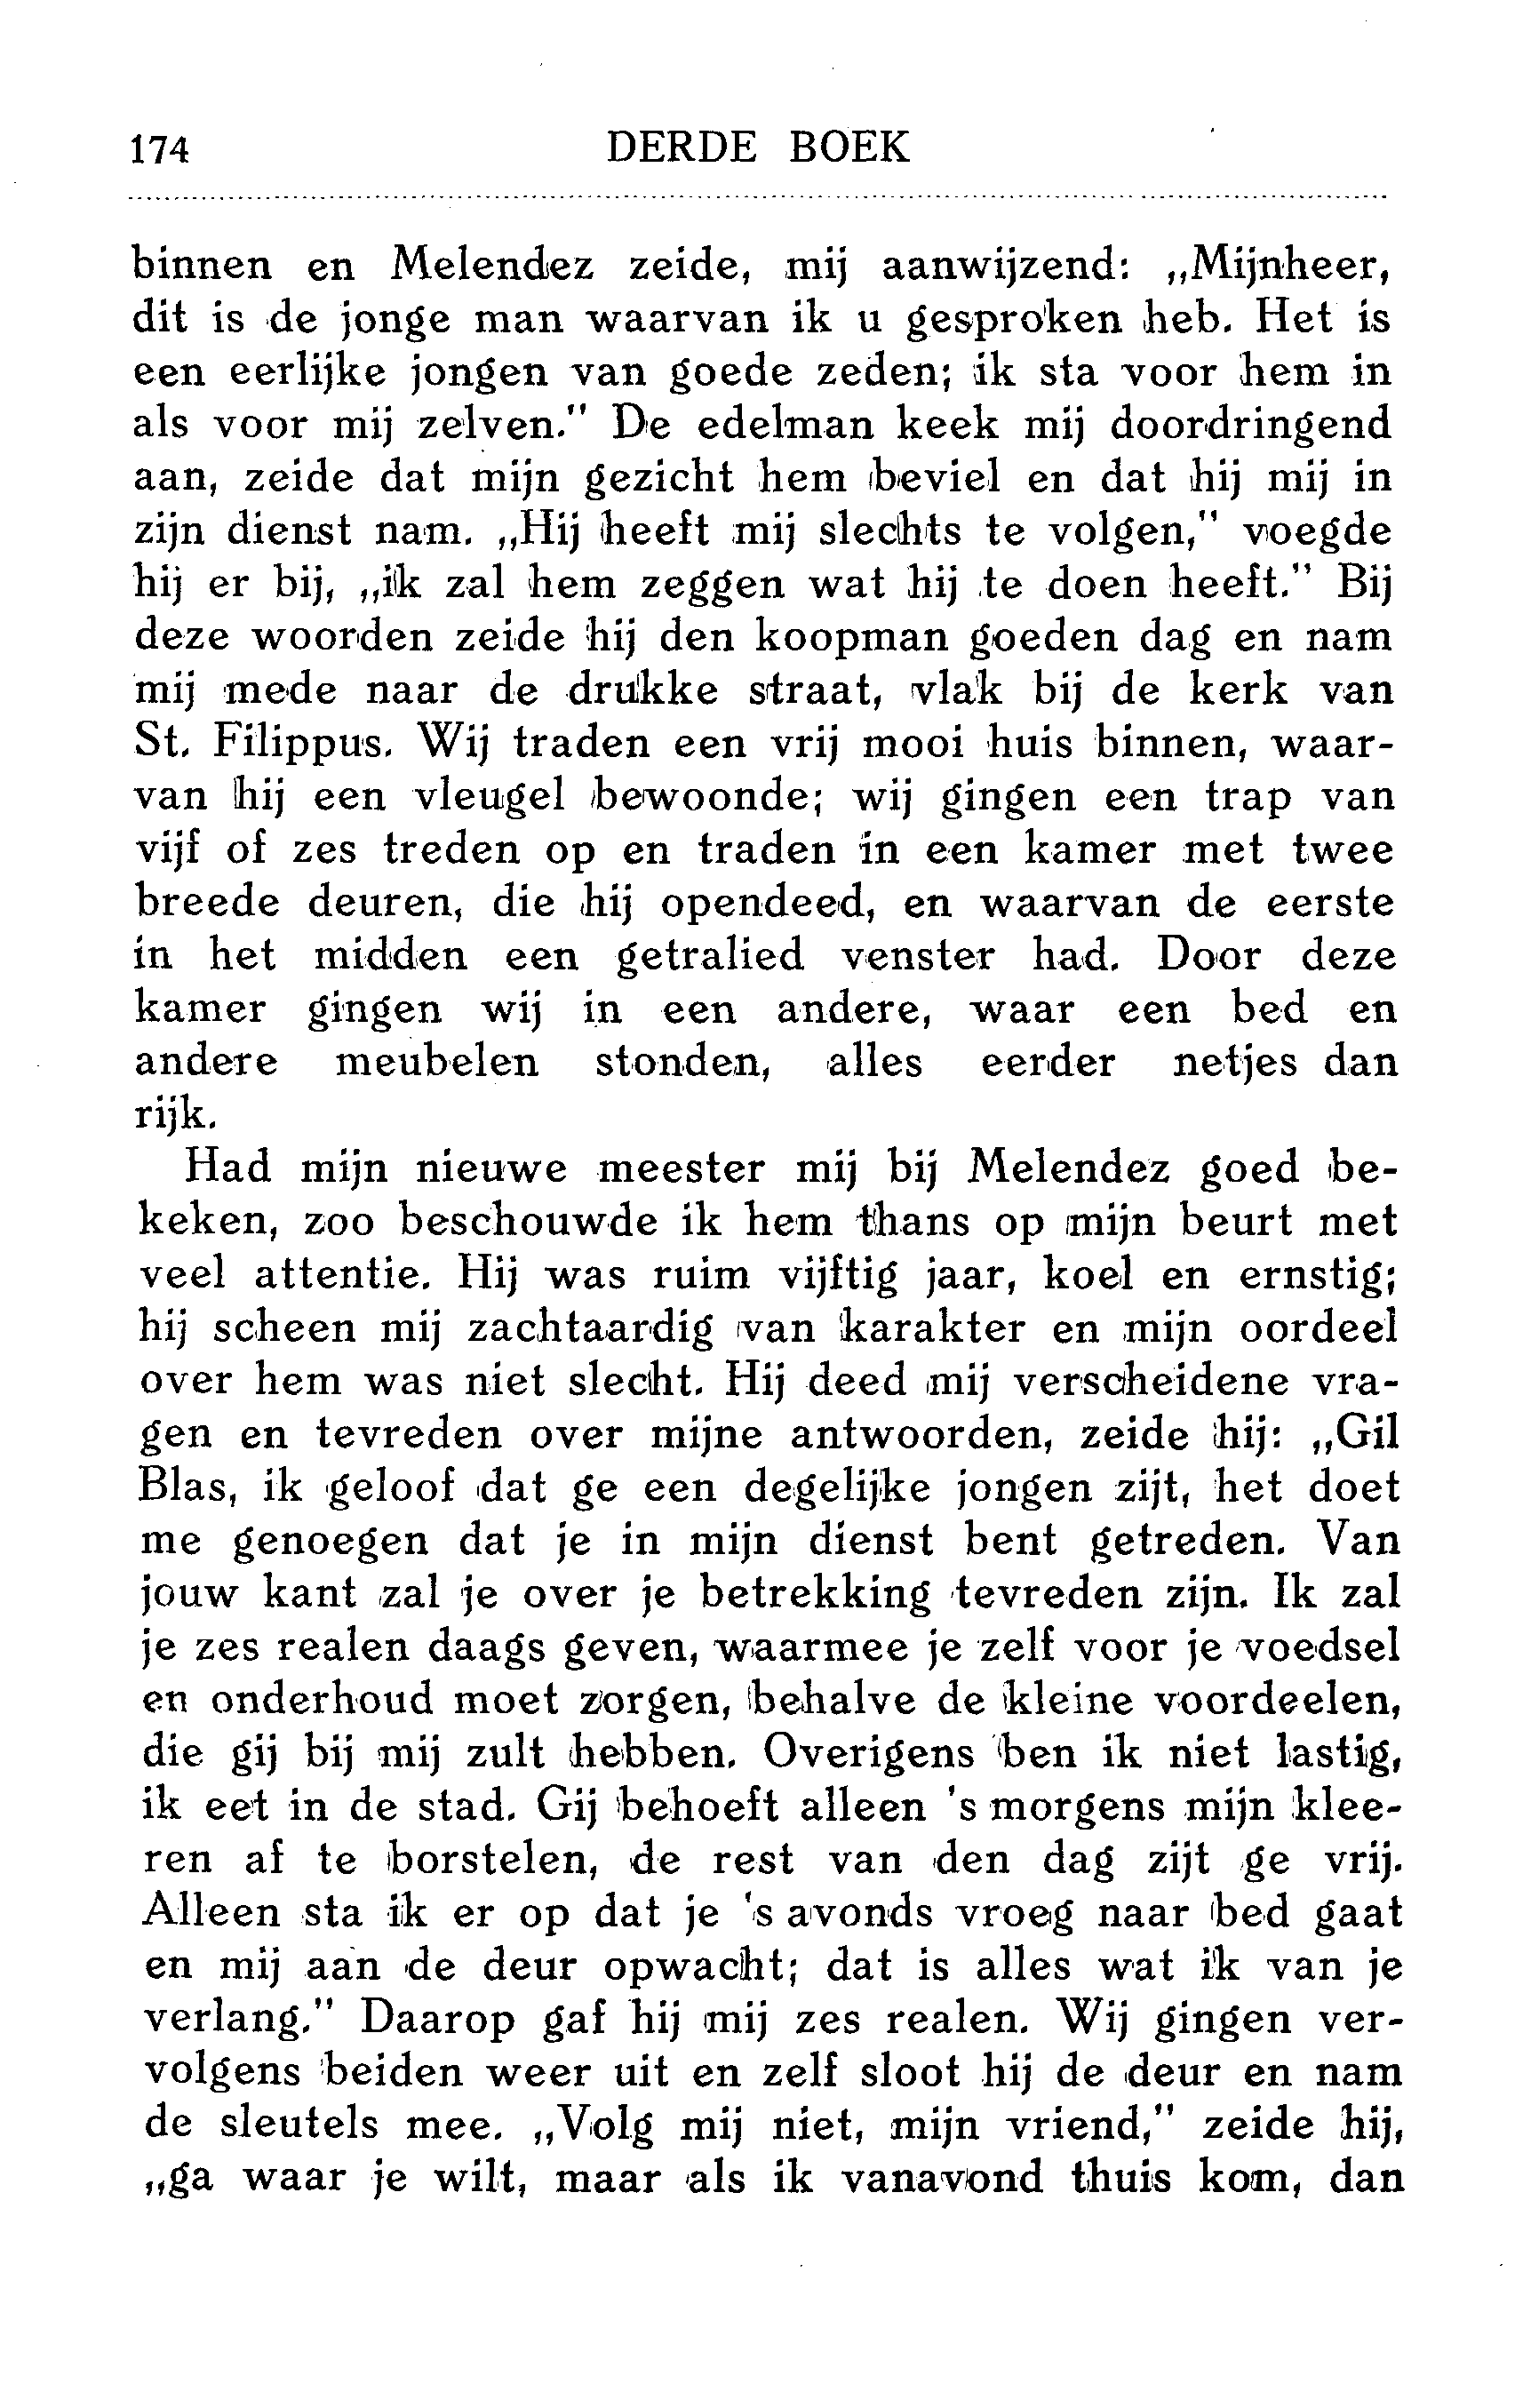 174 DERDE BOEK
binnen en Melendez zeide, mij aanwijzend: „Mijnheer,
dit is de jonge man waarvan ik u gesproken heb. Het is
een eerlijke jongen van goede zeden; ik sta voor hem in
als voor mij zelven." De edelman keek mij doordringend
aan, zeide dat mijn gezicht hem beviel en dat hij mij in
zijn dienst nam. „Hij heeft mij slechts te volgen," voegde
hij er bij, „ik zal hem zeggen wat hij te doen heeft." Bij
deze woorden zeide hij den koopman goeden dag en nam
mij mede naar de drukke straat, vlak bij de kerk van
St. Filippus. Wij traden een vrij mooi huis binnen, waar-
van hij een vleugel bewoonde; wij gingen een trap van
vijf of zes treden op en traden in een kamer met twee
breede deuren, die hij opendeed, en waarvan de eerste
in het midden een getralied venster had. Door deze
kamer gingen wij in een andere, waar een bed en
andere meubelen stonden, alles eerder netjes dan
rijk.
Had mijn nieuwe meester mij bij Melendez goed be-
keken, zoo beschouwde ik hem thans op mijn beurt met
veel attentie. Hij was ruim vijftig jaar, koel en ernstig;
hij scheen mij zachtaardig van karakter en mijn oordeel
over hem was niet slecht. Hij deed mij verscheidene vra-
gen en tevreden over mijne antwoorden, zeide hij: „Gil
Blas, ik geloof dat ge een degelijke jongen zijt, het doet
me genoegen dat je in mijn dienst bent getreden. Van
jouw kant zal je over je betrekking tevreden zijn. Ik zal
je zes realen daags geven, waarmee je zelf voor je voedsel
en onderhoud moet zorgen, behalve de kleine voordeelen,
die gij bij mij zult hebben. Overigens ben ik niet lastig,
ik eet in de stad. Gij behoeft alleen 's morgens mijn klee-
ren af te borstelen, de rest van den dag zijt ge vrij.
Alleen sta ik er op dat je 's avonds vroeg naar bed gaat
en mij aan de deur opwacht; dat is alles wat ik van je
verlang." Daarop gaf hij mij zes realen. Wij gingen ver-
volgens beiden weer uit en zelf sloot hij de deur en nam
de sleutels mee. „Volg mij niet, mijn vriend," zeide hij,
„ga waar je wilt, maar als ik vanavond thuis kom, dan